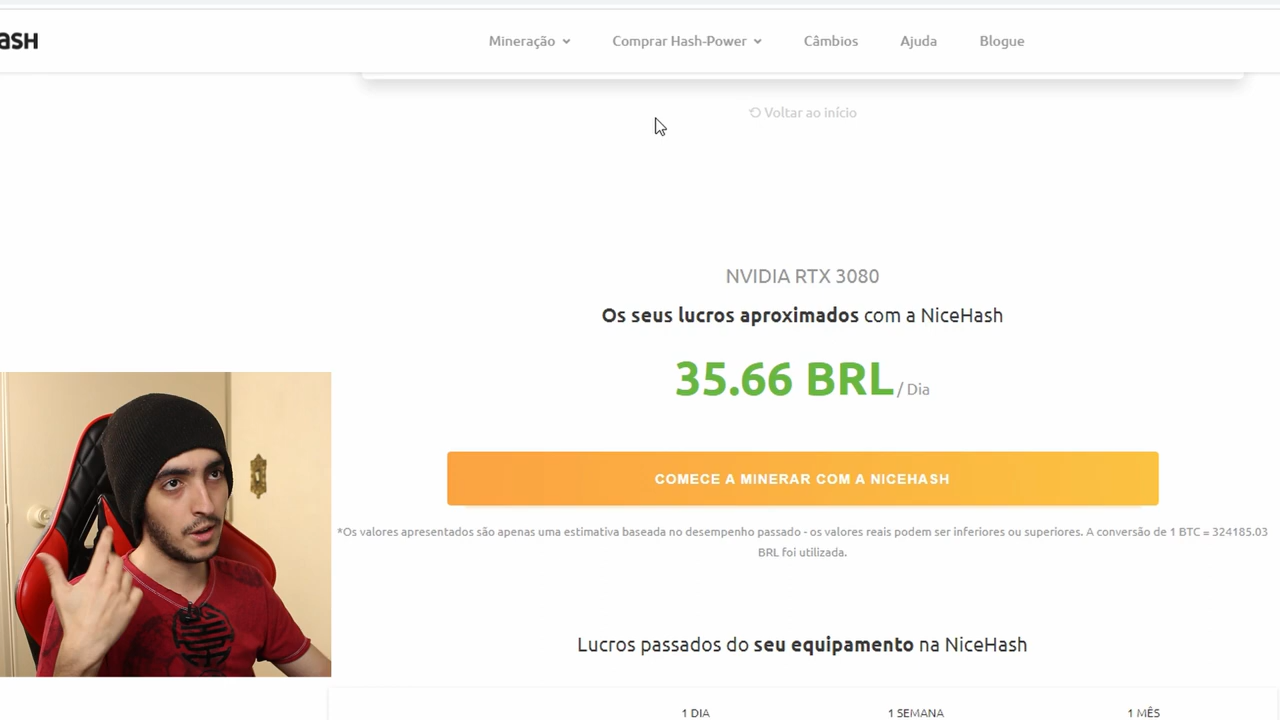 aSH
Mineração Comprar Hash-Power Câmbios Ajuda Blogue
Voltar ao início
NVIDIA RTX 3080
Os seus lucros aproximados com a NiceHash
35.66 BRL / Dia
COMECE A MINERAR COM A NICEHASH
*Os valores apresentados são apenas uma estimativa baseada no desempenho passado - os valores reais podem ser inferiores ou superiores. A conversão de 1 BTC = 324185.03
BRL foi utilizada.
Lucros passados do seu equipamento na NiceHash
1 DIA 1 SEMANA 1 MÊS